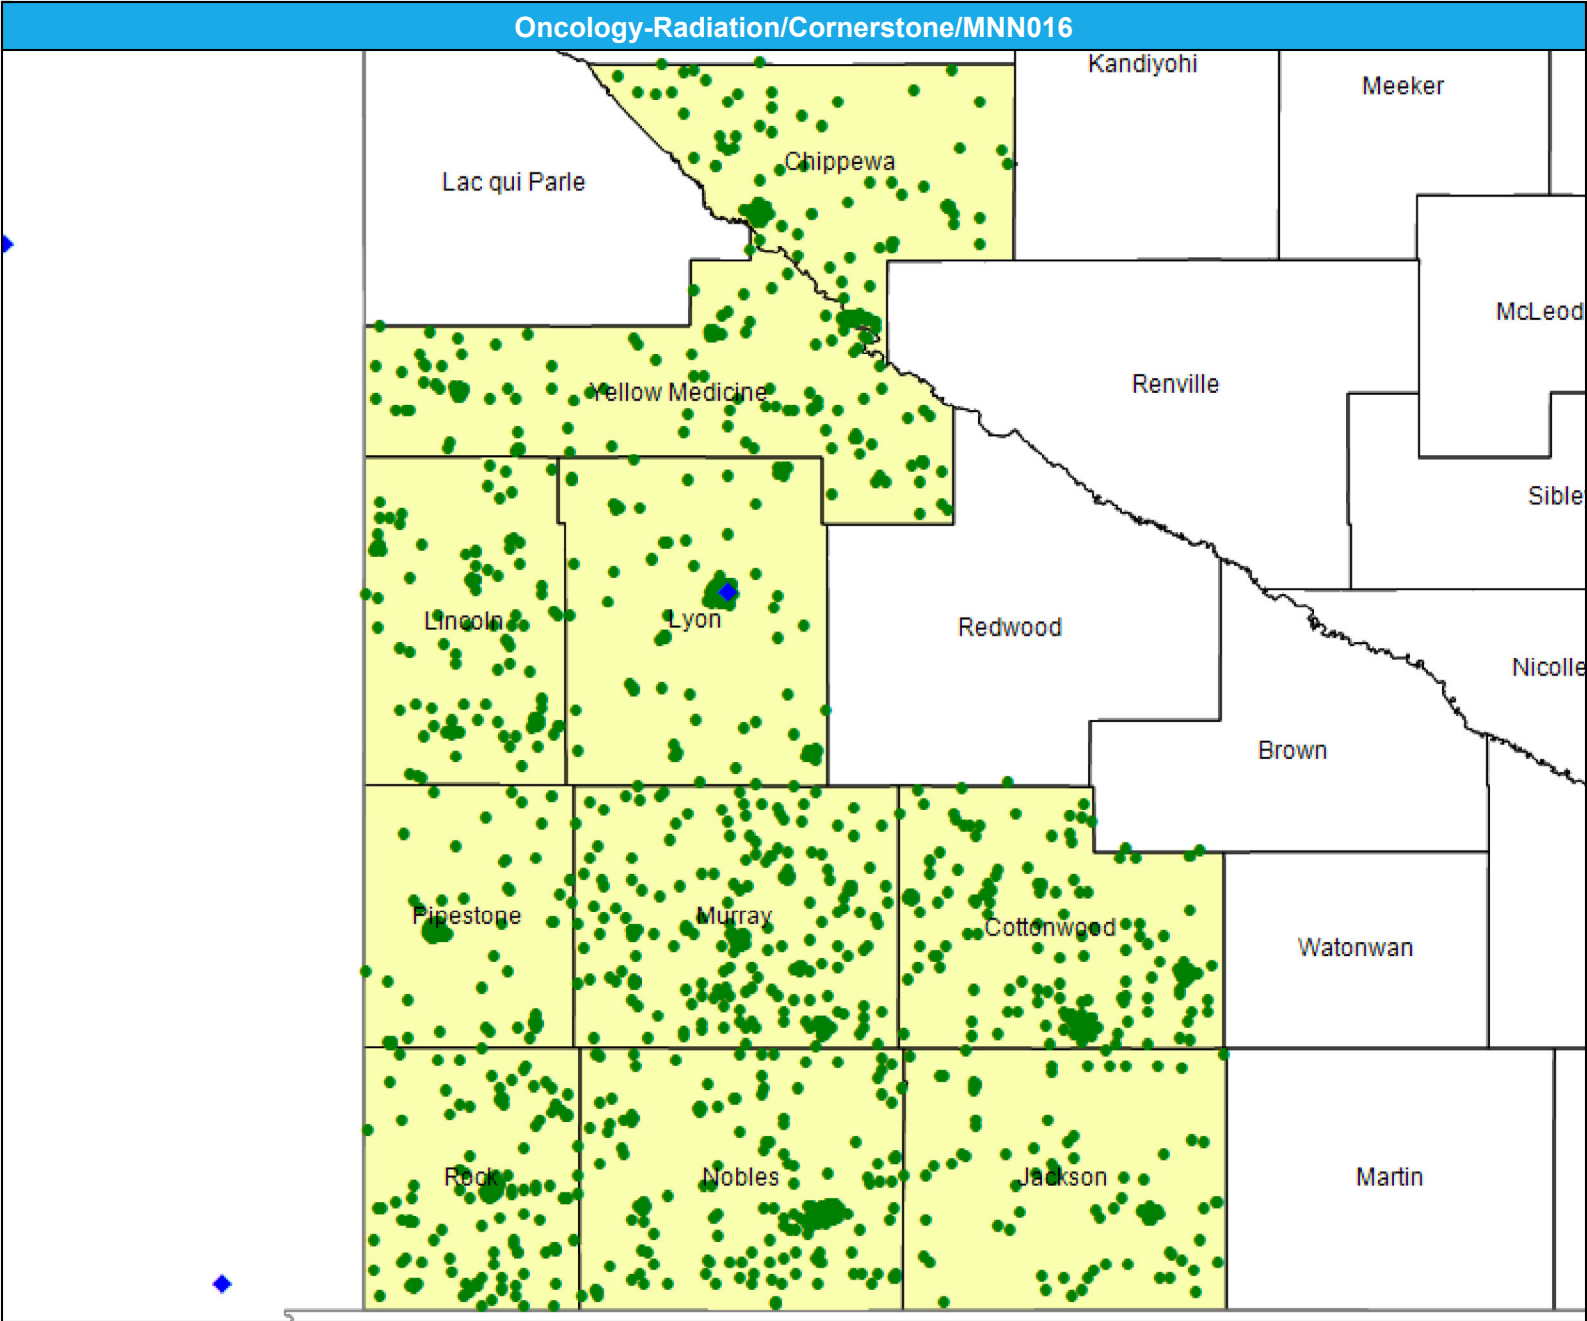 Oncology-Radiation/Cornerstone/MNN016
Kandiyohi
Meeker
Chippewa
Lac qui Parle
McLeod
Renville
Yellow Medicine
Sible
Lincoln
Lyon
Redwood
Nicolle
Brown
Pipestone
Murray
Cottonwood
Watonwan
Rock
Nobles
Jackson
Martin